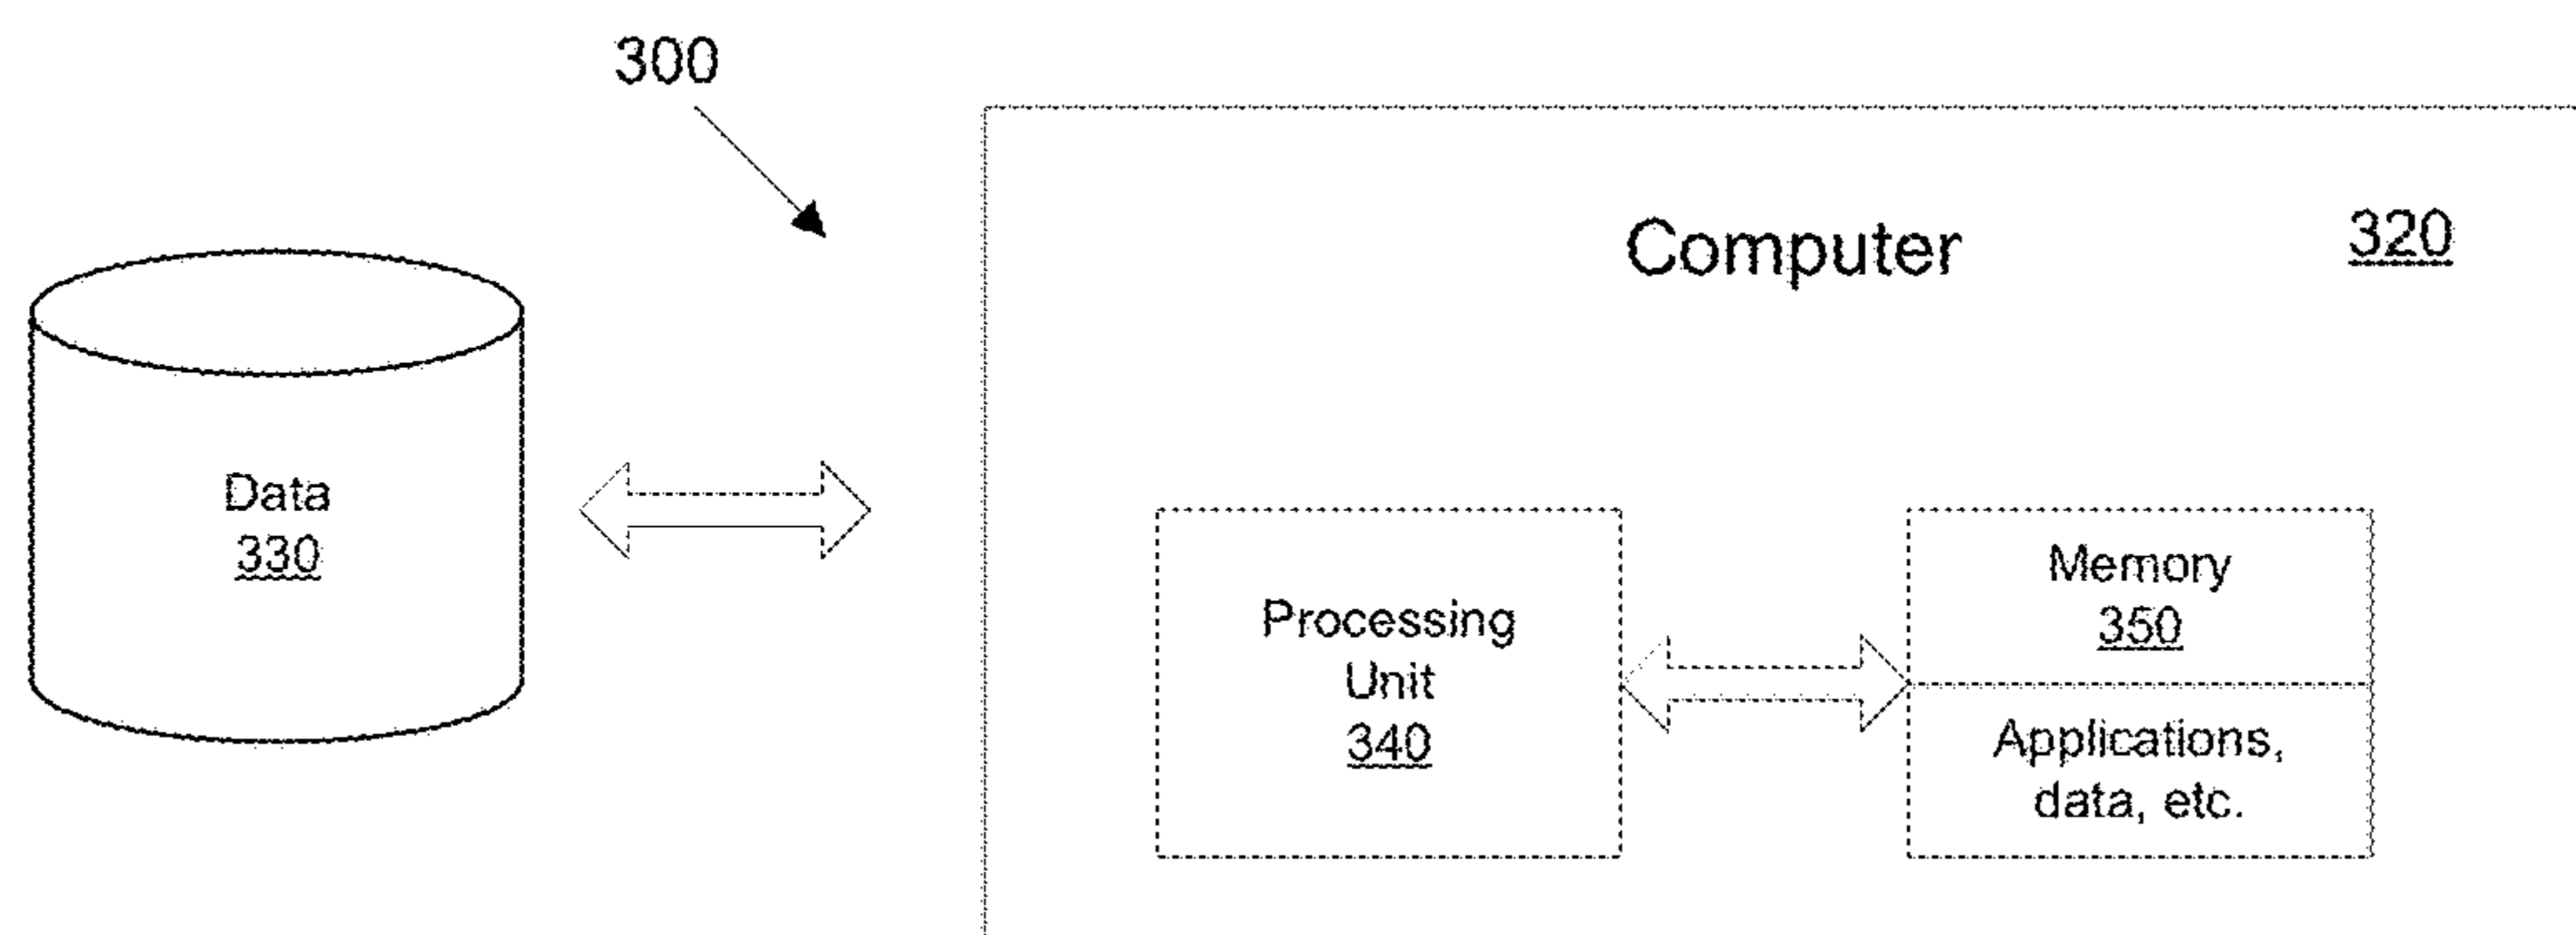 300
Computer
320
Data
330
Processing
Unit
340
Memory
350
Applications,
data, etc.